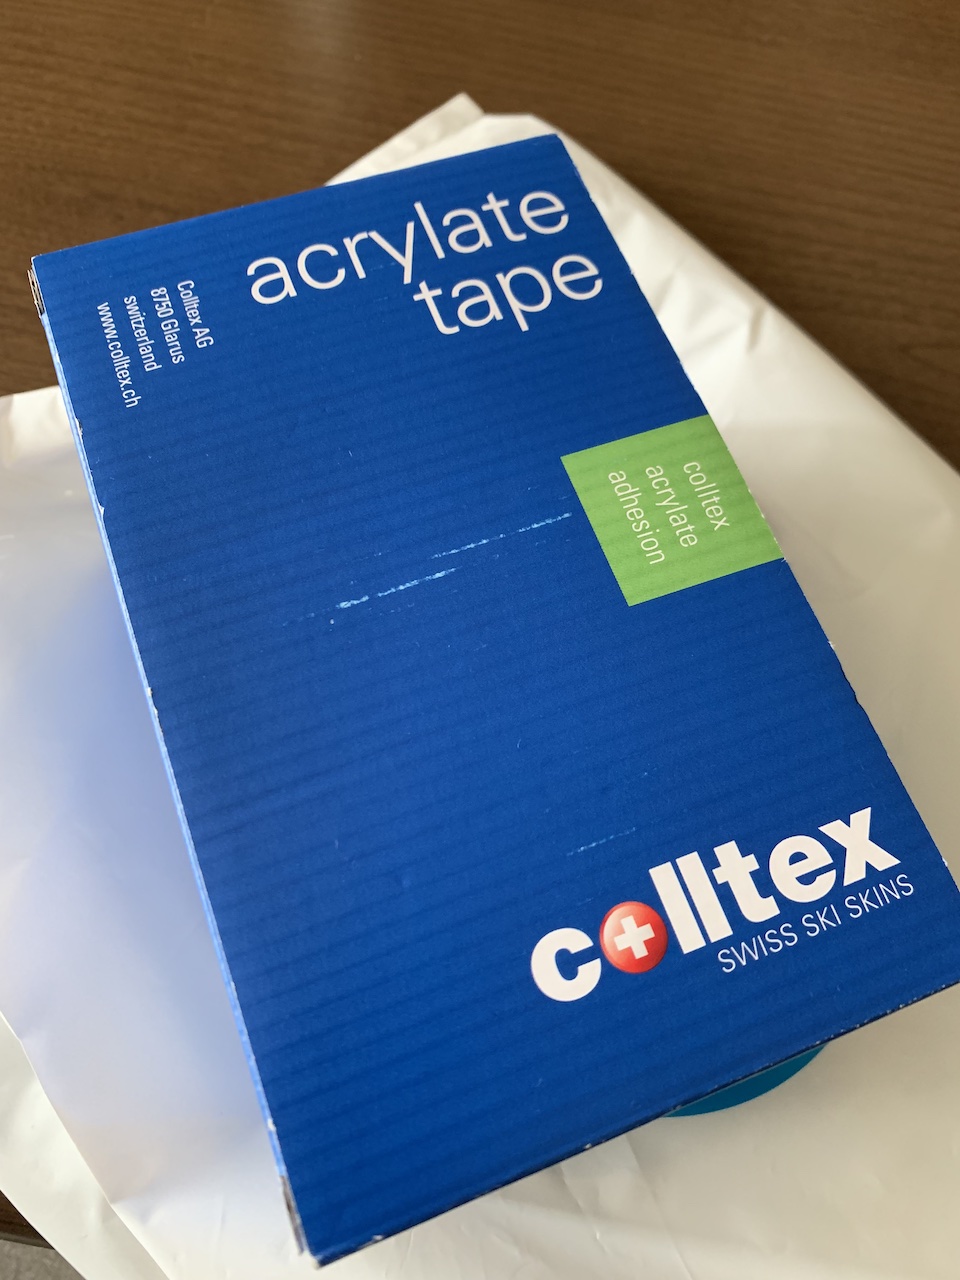 acrylate
tape
Colltex AG
8750 Glarus
switzerland
www.colltex.ch
colltex
acrylate
adhesion
colltex
SWISS SKI SKINS